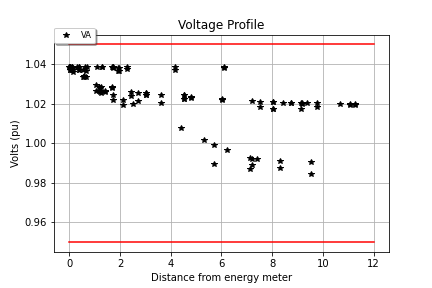 Voltage Profile
VA
Volts (pu)
1.04
1.02
1.00
0.98
0.96
0 2 4 6 8 10 12
Distance from energy meter